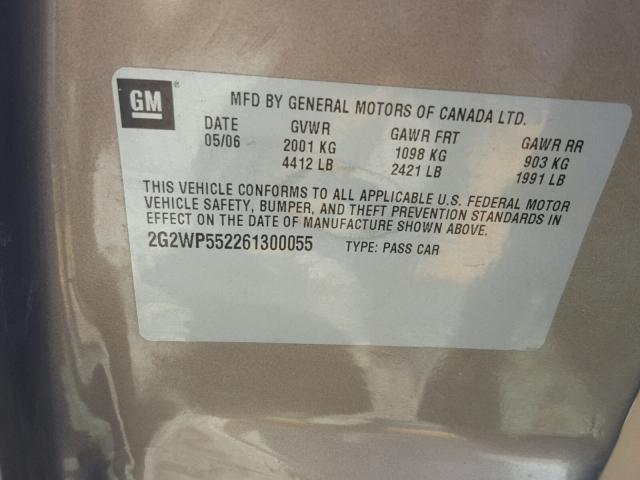 GM ® MFD BY GENERAL MOTORS OF CANADA LTD.
DATE GVWR GAWR FRT GAWR RR
05/06 2001 KG 1098 KG 903 KG
4412 LB 2421 LB 1991 LB
THIS VEHICLE CONFORMS TO ALL APPLICABLE U.S. FEDERAL MOTOR
VEHICLE SAFETY, BUMPER, AND THEFT PREVENTION STANDARDS IN
EFFECT ON THE DATE OF MANUFACTURE SHOWN ABOVE.
2G2WP552261300055 TYPE: PASS CAR